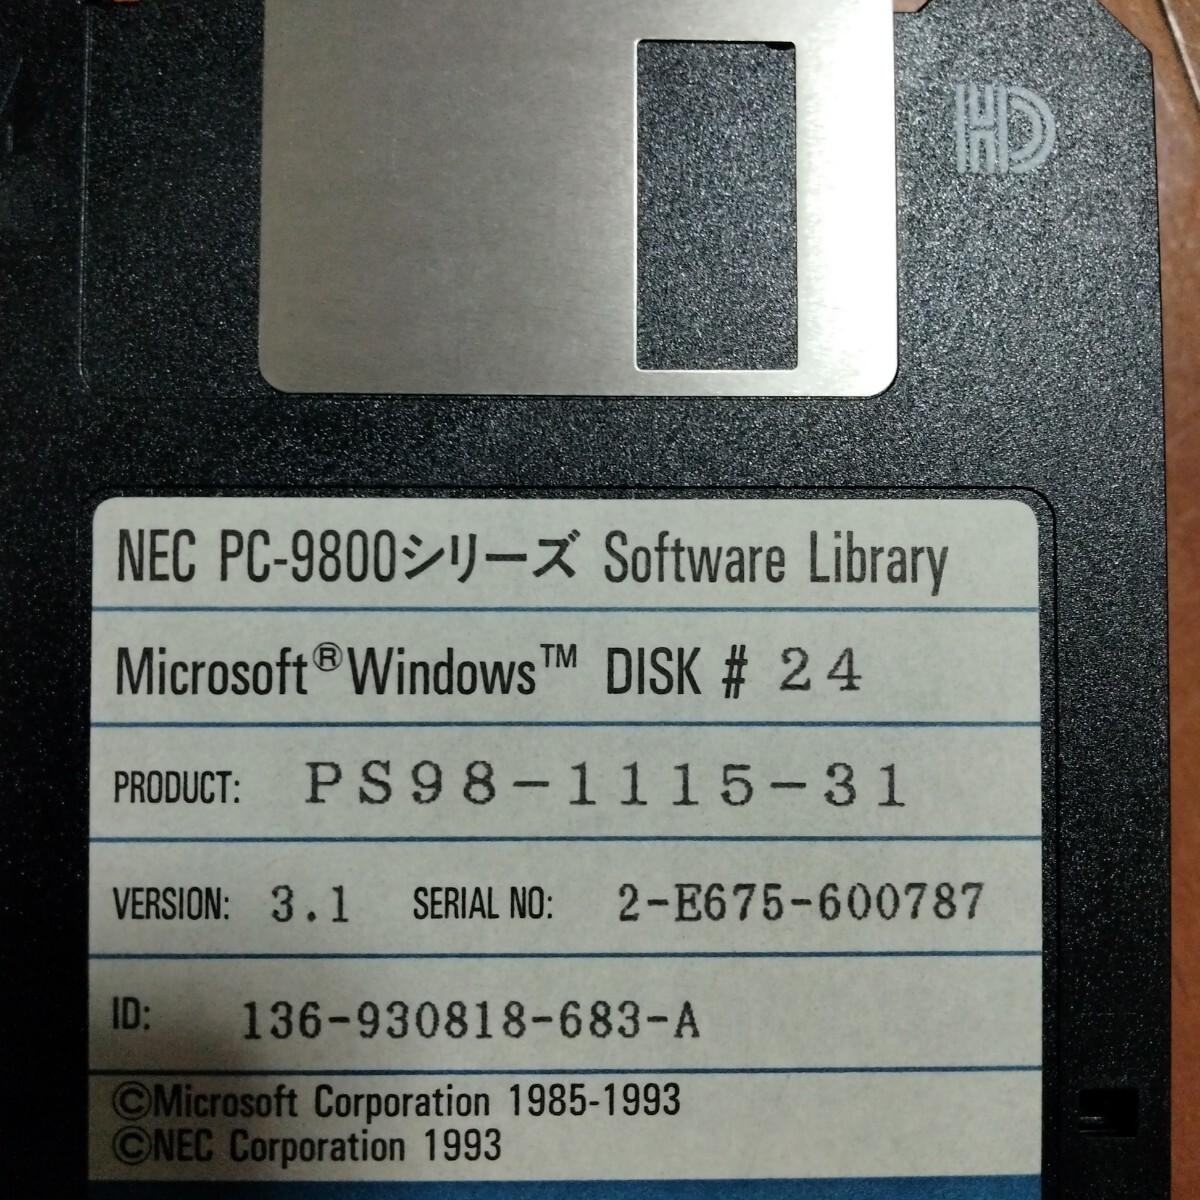 HD
NEC PC-9800シリーズ Software Library
Microsoft®Windows™ DISK # 24
PRODUCT: PS98-1115-31
VERSION: 3.1 SERIAL NO: 2-E675-600787
ID: 136-930818-683-A
©Microsoft Corporation 1985-1993
©NEC Corporation 1993